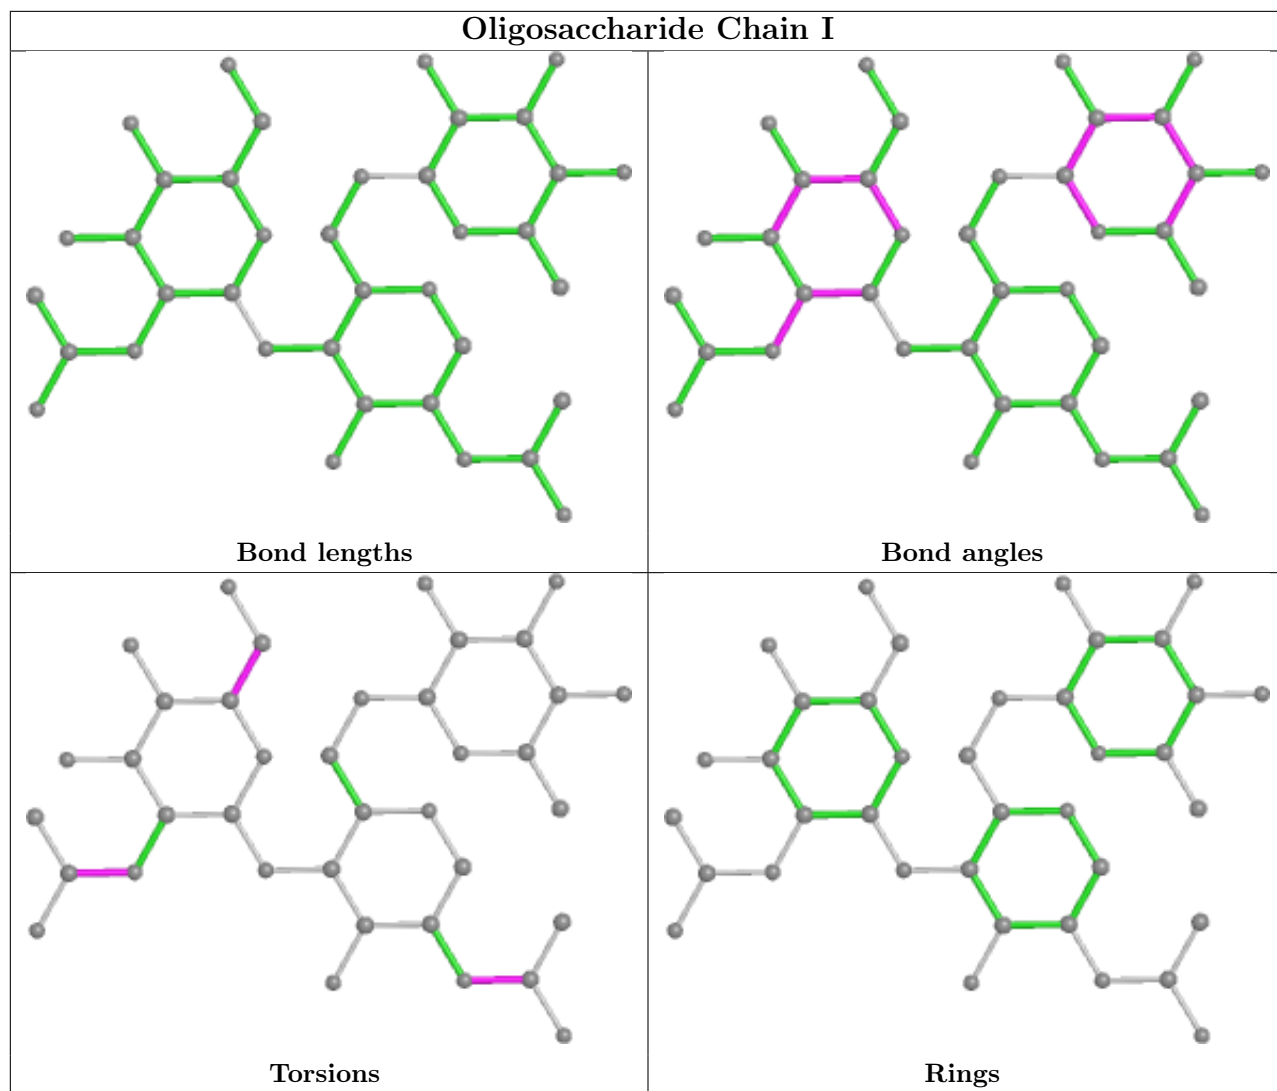 Oligosaccharide Chain I
Bond lengths
Bond angles
Torsions
Rings